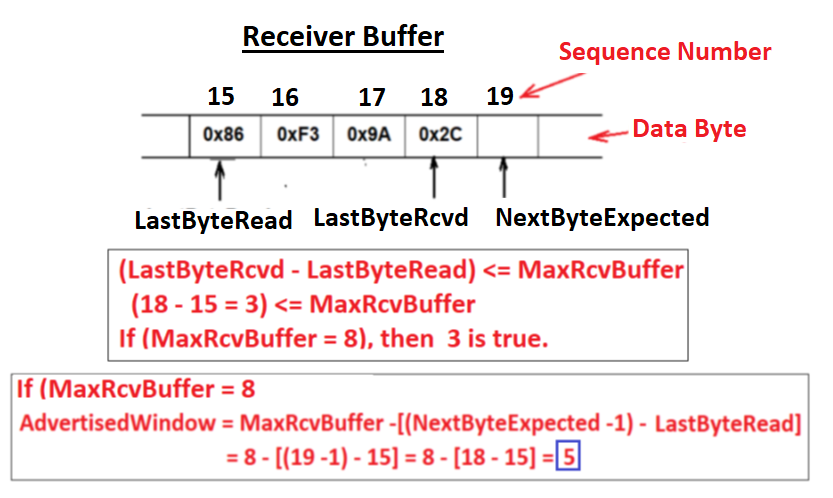 Receiver Buffer
Sequence Number
15 16 17 18 19
0x86 0xF3 0x9A 0x2C
Data Byte
LastByteRead LastByteRcvd NextByteExpected
(LastByteRcvd - LastByteRead) <= MaxRcvBuffer
(18 - 15 = 3) <= MaxRcvBuffer
If (MaxRcvBuffer = 8), then 3 is true.
If (MaxRcvBuffer = 8
AdvertisedWindow = MaxRcvBuffer -[(NextByteExpected -1) - LastByteRead]
= 8 - [(19 -1) - 15] = 8 - [18 - 15] = 5